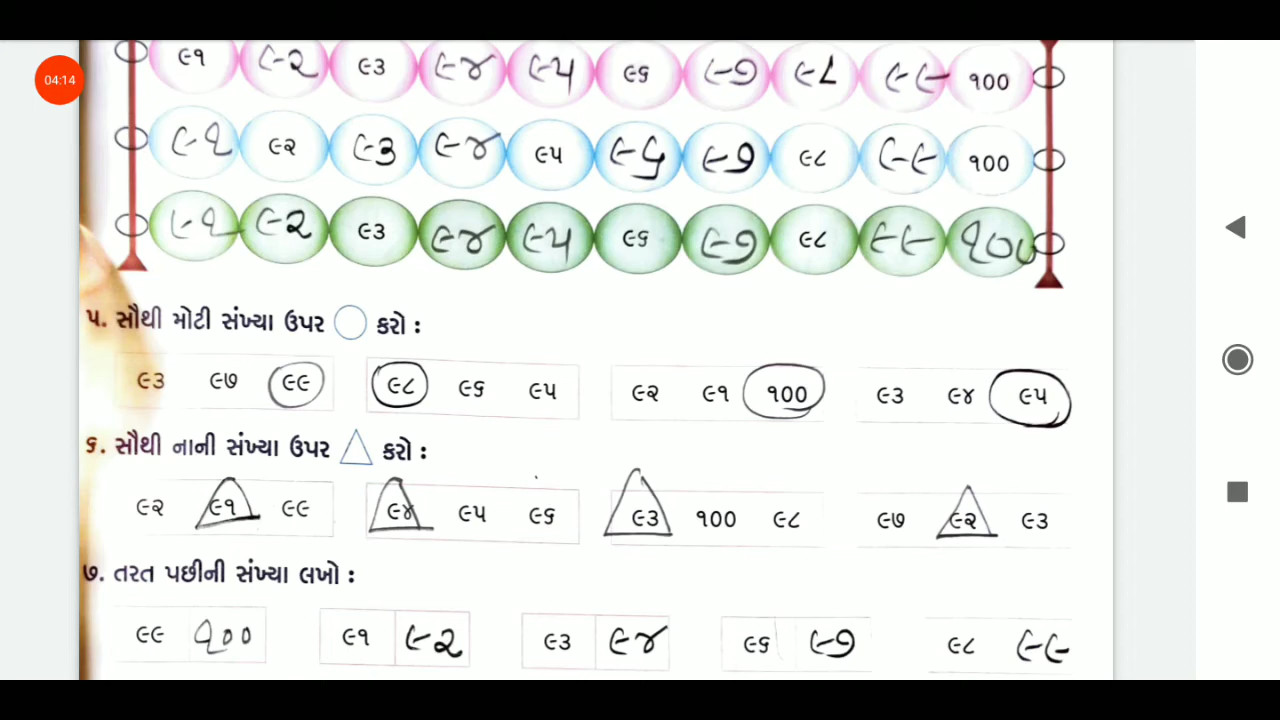 04:14
૯૧ ૯૨ ૯૩ ૯૪ ૯૫ ૯૬ ૯૭ ૯૮ ૯૯ ૧૦૦
૯૧ ૯૨ ૯૩ ૯૪ ૯૫ ૯૬ ૯૭ ૯૮ ૯૯ ૧૦૦
૯૧ ૯૨ ૯૩ ૯૪ ૯૫ ૯૬ ૯૭ ૯૮ ૯૯ ૧૦૦
૫. સૌથી મોટી સંખ્યા ઉપર ◯ કરો :
૯૩ ૯૭ ૯૯ ૯૮ ૯૬ ૯૫ ૯૨ ૯૧ ૧૦૦ ૯૩ ૯૪ ૯૫
૬. સૌથી નાની સંખ્યા ઉપર △ કરો :
૯૨ ૯૧ ૯૯ ૯૪ ૯૫ ૯૬ ૯૩ ૧૦૦ ૯૮ ૯૭ ૯૨ ૯૩
૭. તરત પછીની સંખ્યા લખો :
૯૯ ૧૦૦ ૯૧ ૯૨ ૯૩ ૯૪ ૯૬ ૯૭ ૯૮ ૯૯